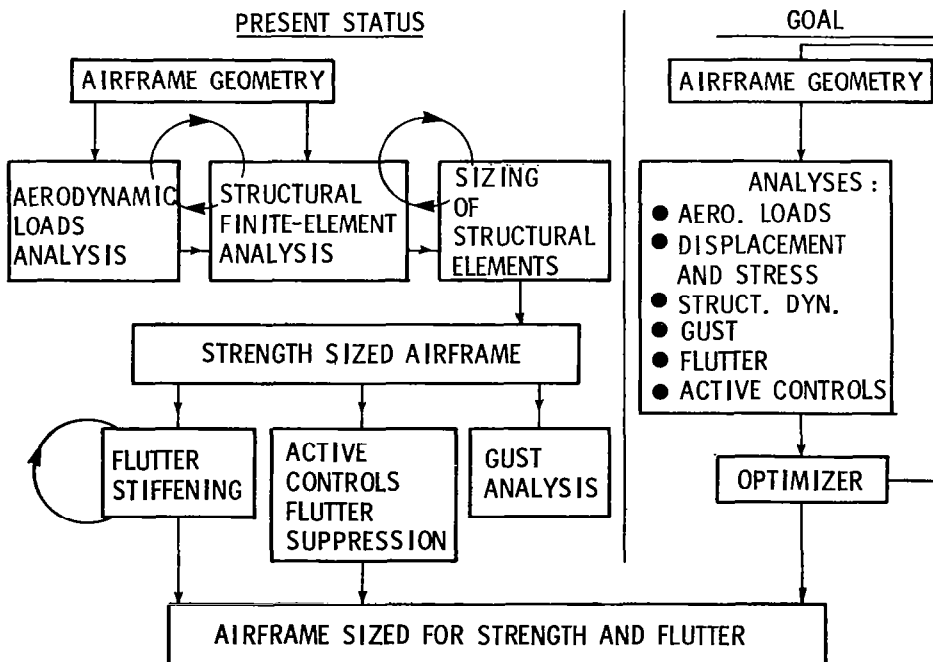 PRESENT STATUS
AIRFRAME GEOMETRY
AERODYNAMIC
LOADS
ANALYSIS
STRUCTURAL
FINITE-ELEMENT
ANALYSIS
SIZING
OF
STRUCTURAL
ELEMENTS
STRENGTH SIZED AIRFRAME
FLUTTER
STIFFENING
ACTIVE
CONTROLS
FLUTTER
SUPPRESSION
GUST
ANALYSIS
GOAL
AIRFRAME GEOMETRY
ANALYSES:
● AERO. LOADS
● DISPLACEMENT
AND STRESS
● STRUCT. DYN.
● GUST
● FLUTTER
● ACTIVE CONTROLS
OPTIMIZER
AIRFRAME SIZED FOR STRENGTH AND FLUTTER